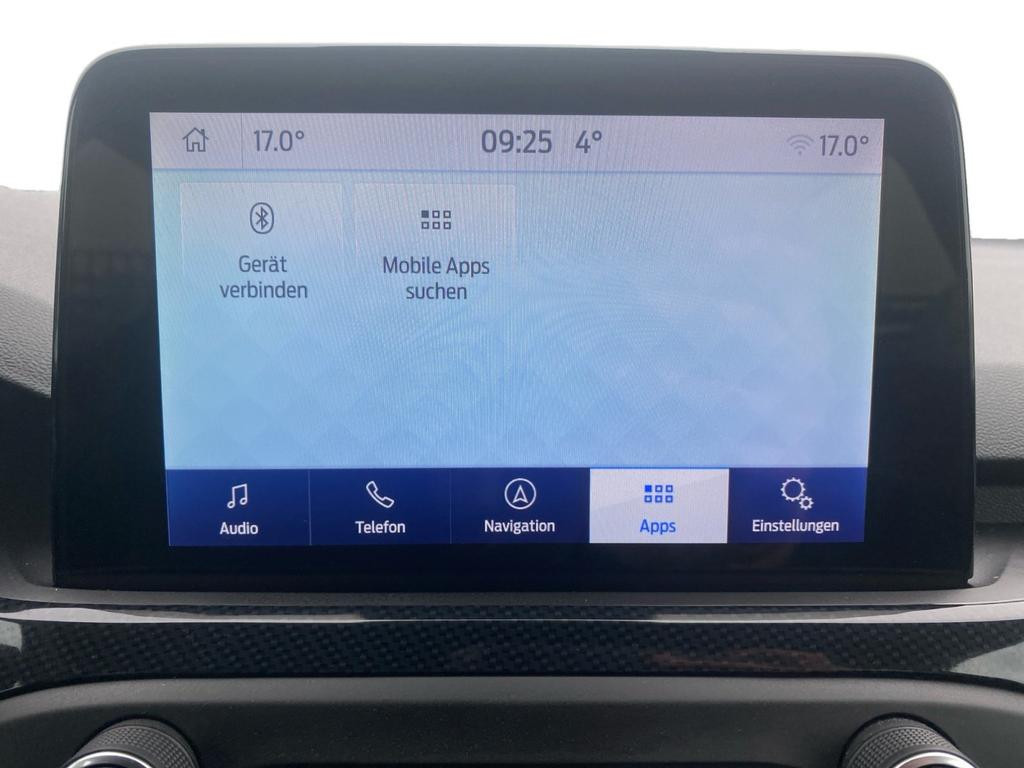 17.0° 09:25 4° 17.0°
Gerät
verbinden
Mobile Apps
suchen
Audio Telefon Navigation Apps Einstellungen